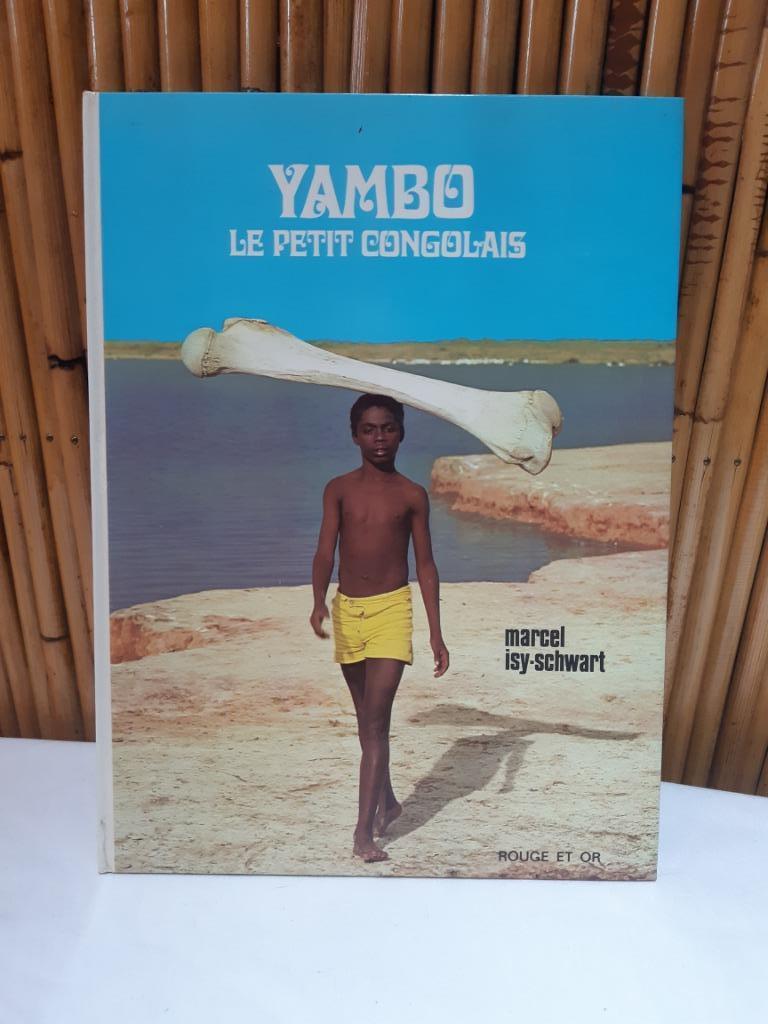 YAMBO
LE PETIT CONGOLAIS
marcel
isy-schwart
ROUGE ET OR